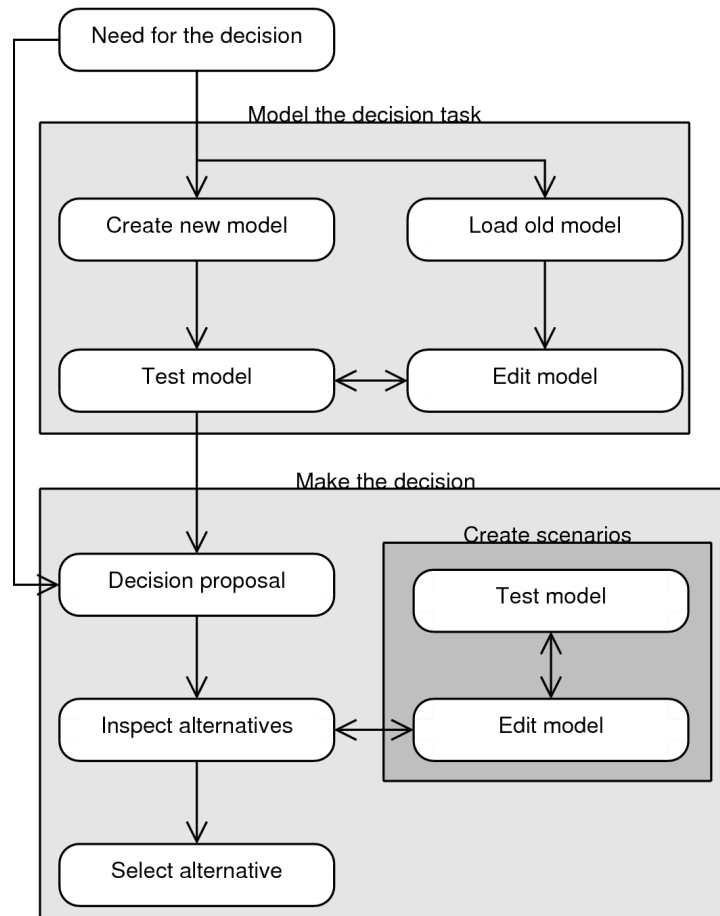 Need for the decision
Model the decision task
Create new model
Load old model
Test model
Edit model
Make the decision
Create scenarios
Decision proposal
Test model
Inspect alternatives
Edit model
Select alternative